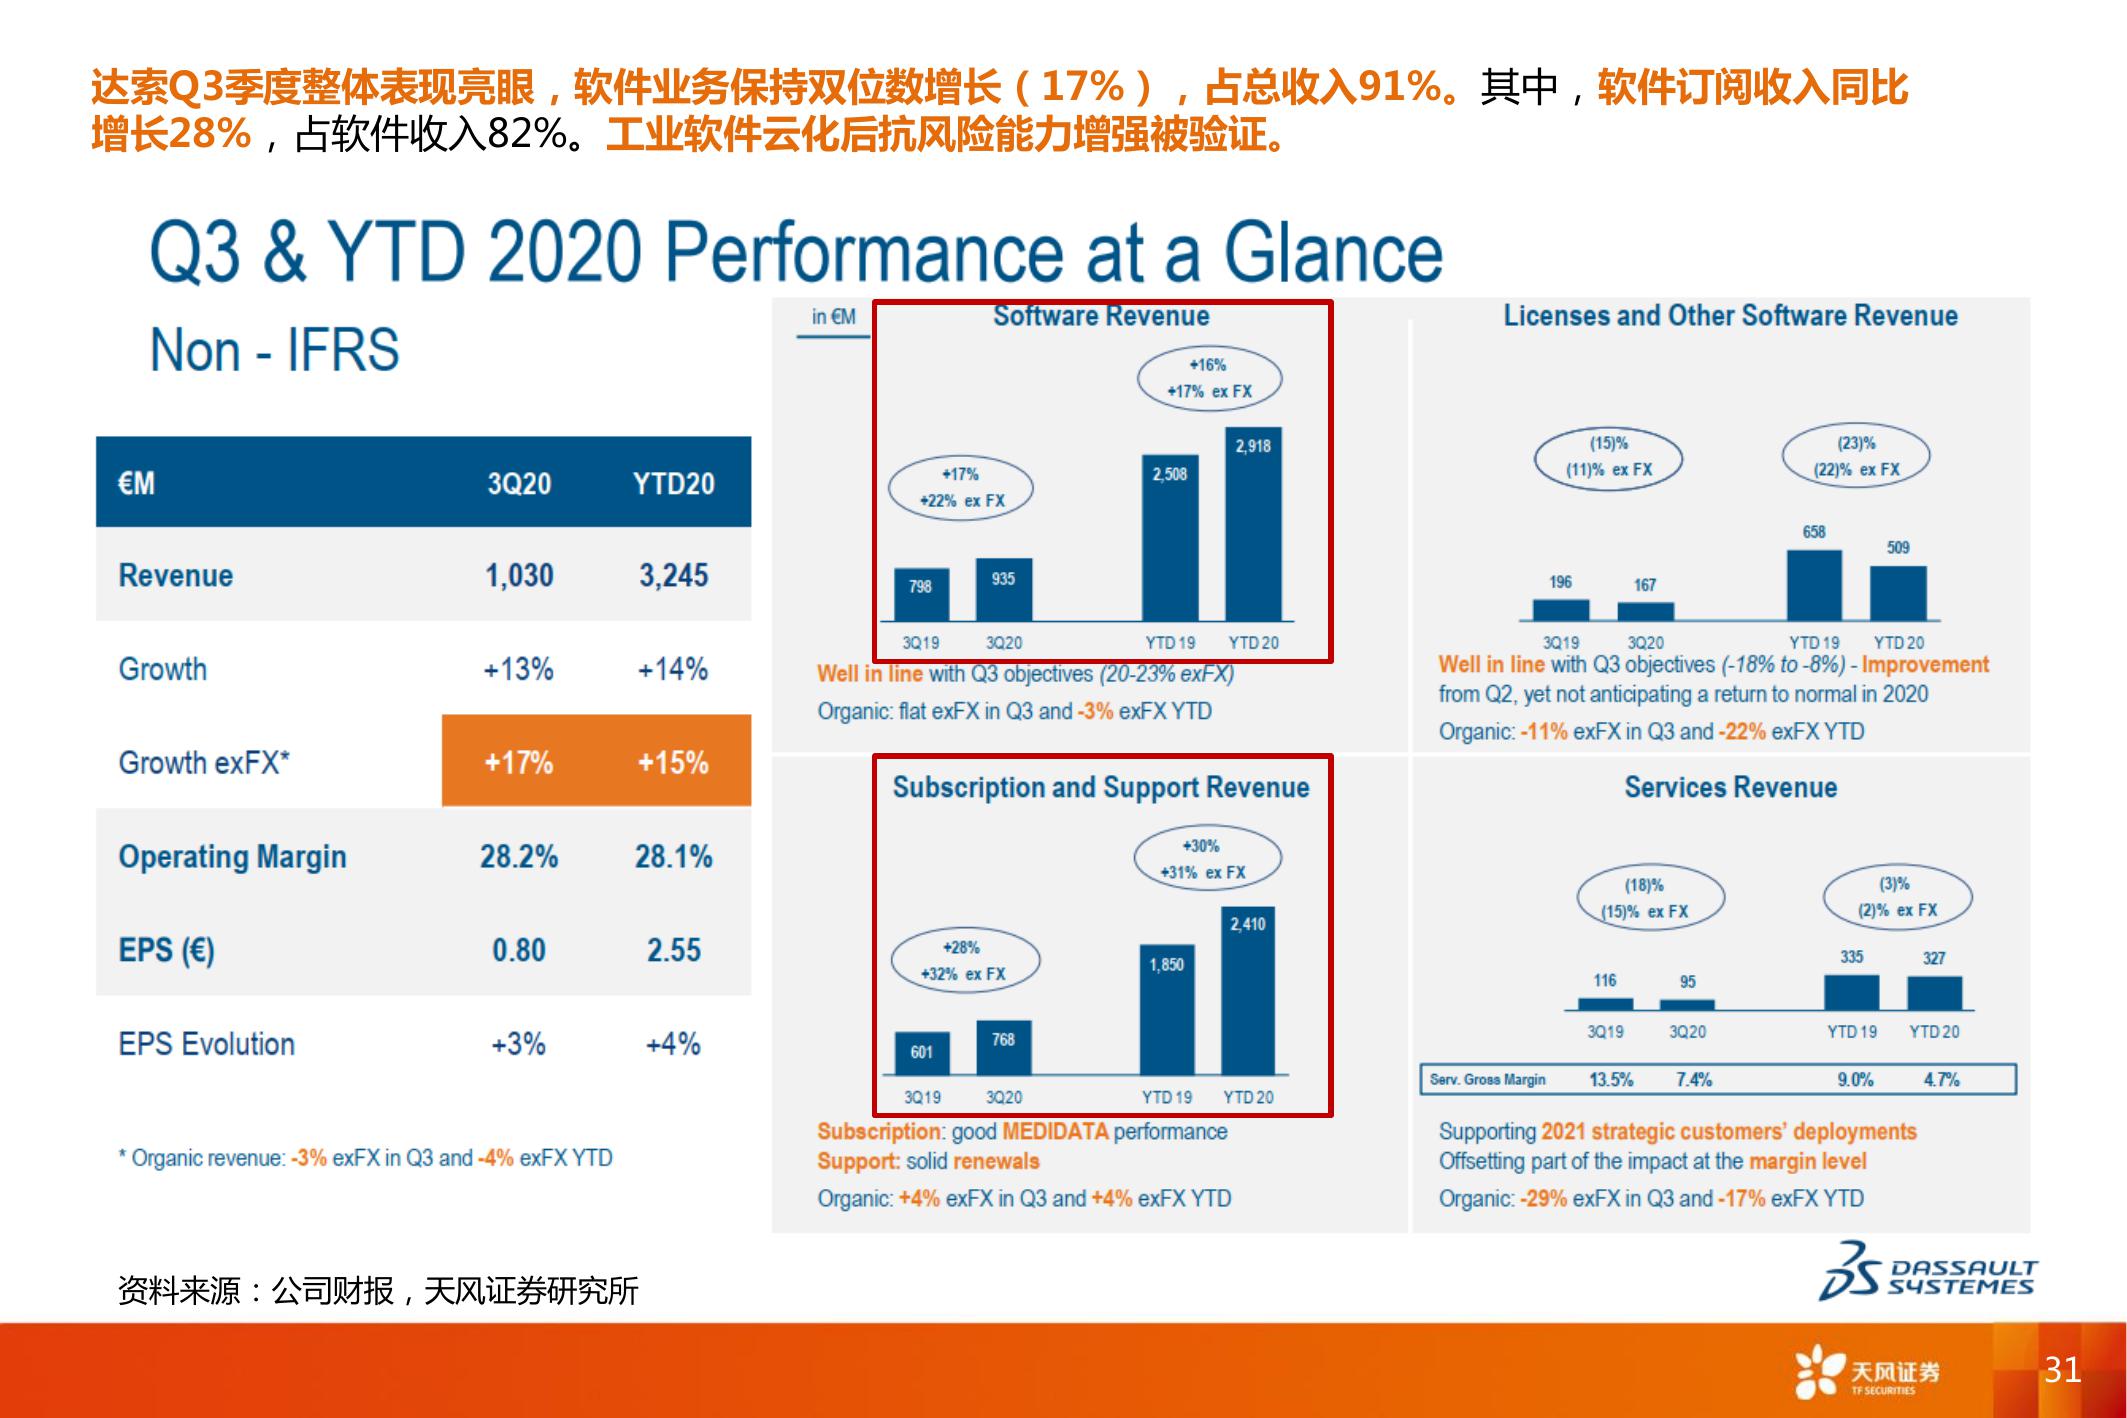 达索Q3季度整体表现亮眼，软件业务保持双位数增长（17%），占总收入91%。其中，软件订阅收入同比
增长28%，占软件收入82%。工业软件云化后抗风险能力增强被验证。
Q3 & YTD 2020 Performance at a Glance
Non - IFRS
€M 3Q20 YTD20
Revenue 1,030 3,245
Growth +13% +14%
Growth exFX* +17% +15%
Operating Margin 28.2% 28.1%
EPS (€) 0.80 2.55
EPS Evolution +3% +4%
* Organic revenue: -3% exFX in Q3 and -4% exFX YTD
in €M
Software Revenue
+16%
+17% ex FX
+17%
+22% ex FX
798 935 2,508 2,918
3Q19 3Q20 YTD 19 YTD 20
Well in line with Q3 objectives (20-23% exFX)
Organic: flat exFX in Q3 and -3% exFX YTD
Licenses and Other Software Revenue
(15)%
(11)% ex FX
(23)%
(22)% ex FX
196 167 658 509
3Q19 3Q20 YTD 19 YTD 20
Well in line with Q3 objectives (-18% to -8%) - Improvement
from Q2, yet not anticipating a return to normal in 2020
Organic: -11% exFX in Q3 and -22% exFX YTD
Subscription and Support Revenue
+30%
+31% ex FX
+28%
+32% ex FX
601 768 1,850 2,410
3Q19 3Q20 YTD 19 YTD 20
Subscription: good MEDIDATA performance
Support: solid renewals
Organic: +4% exFX in Q3 and +4% exFX YTD
Services Revenue
(18)%
(15)% ex FX
(3)%
(2)% ex FX
116 95 335 327
3Q19 3Q20 YTD 19 YTD 20
Serv. Gross Margin 13.5% 7.4% 9.0% 4.7%
Supporting 2021 strategic customers' deployments
Offsetting part of the impact at the margin level
Organic: -29% exFX in Q3 and -17% exFX YTD
DASSAULT
SYSTEMES
资料来源：公司财报，天风证券研究所
天风证券
TF SECURITIES
31